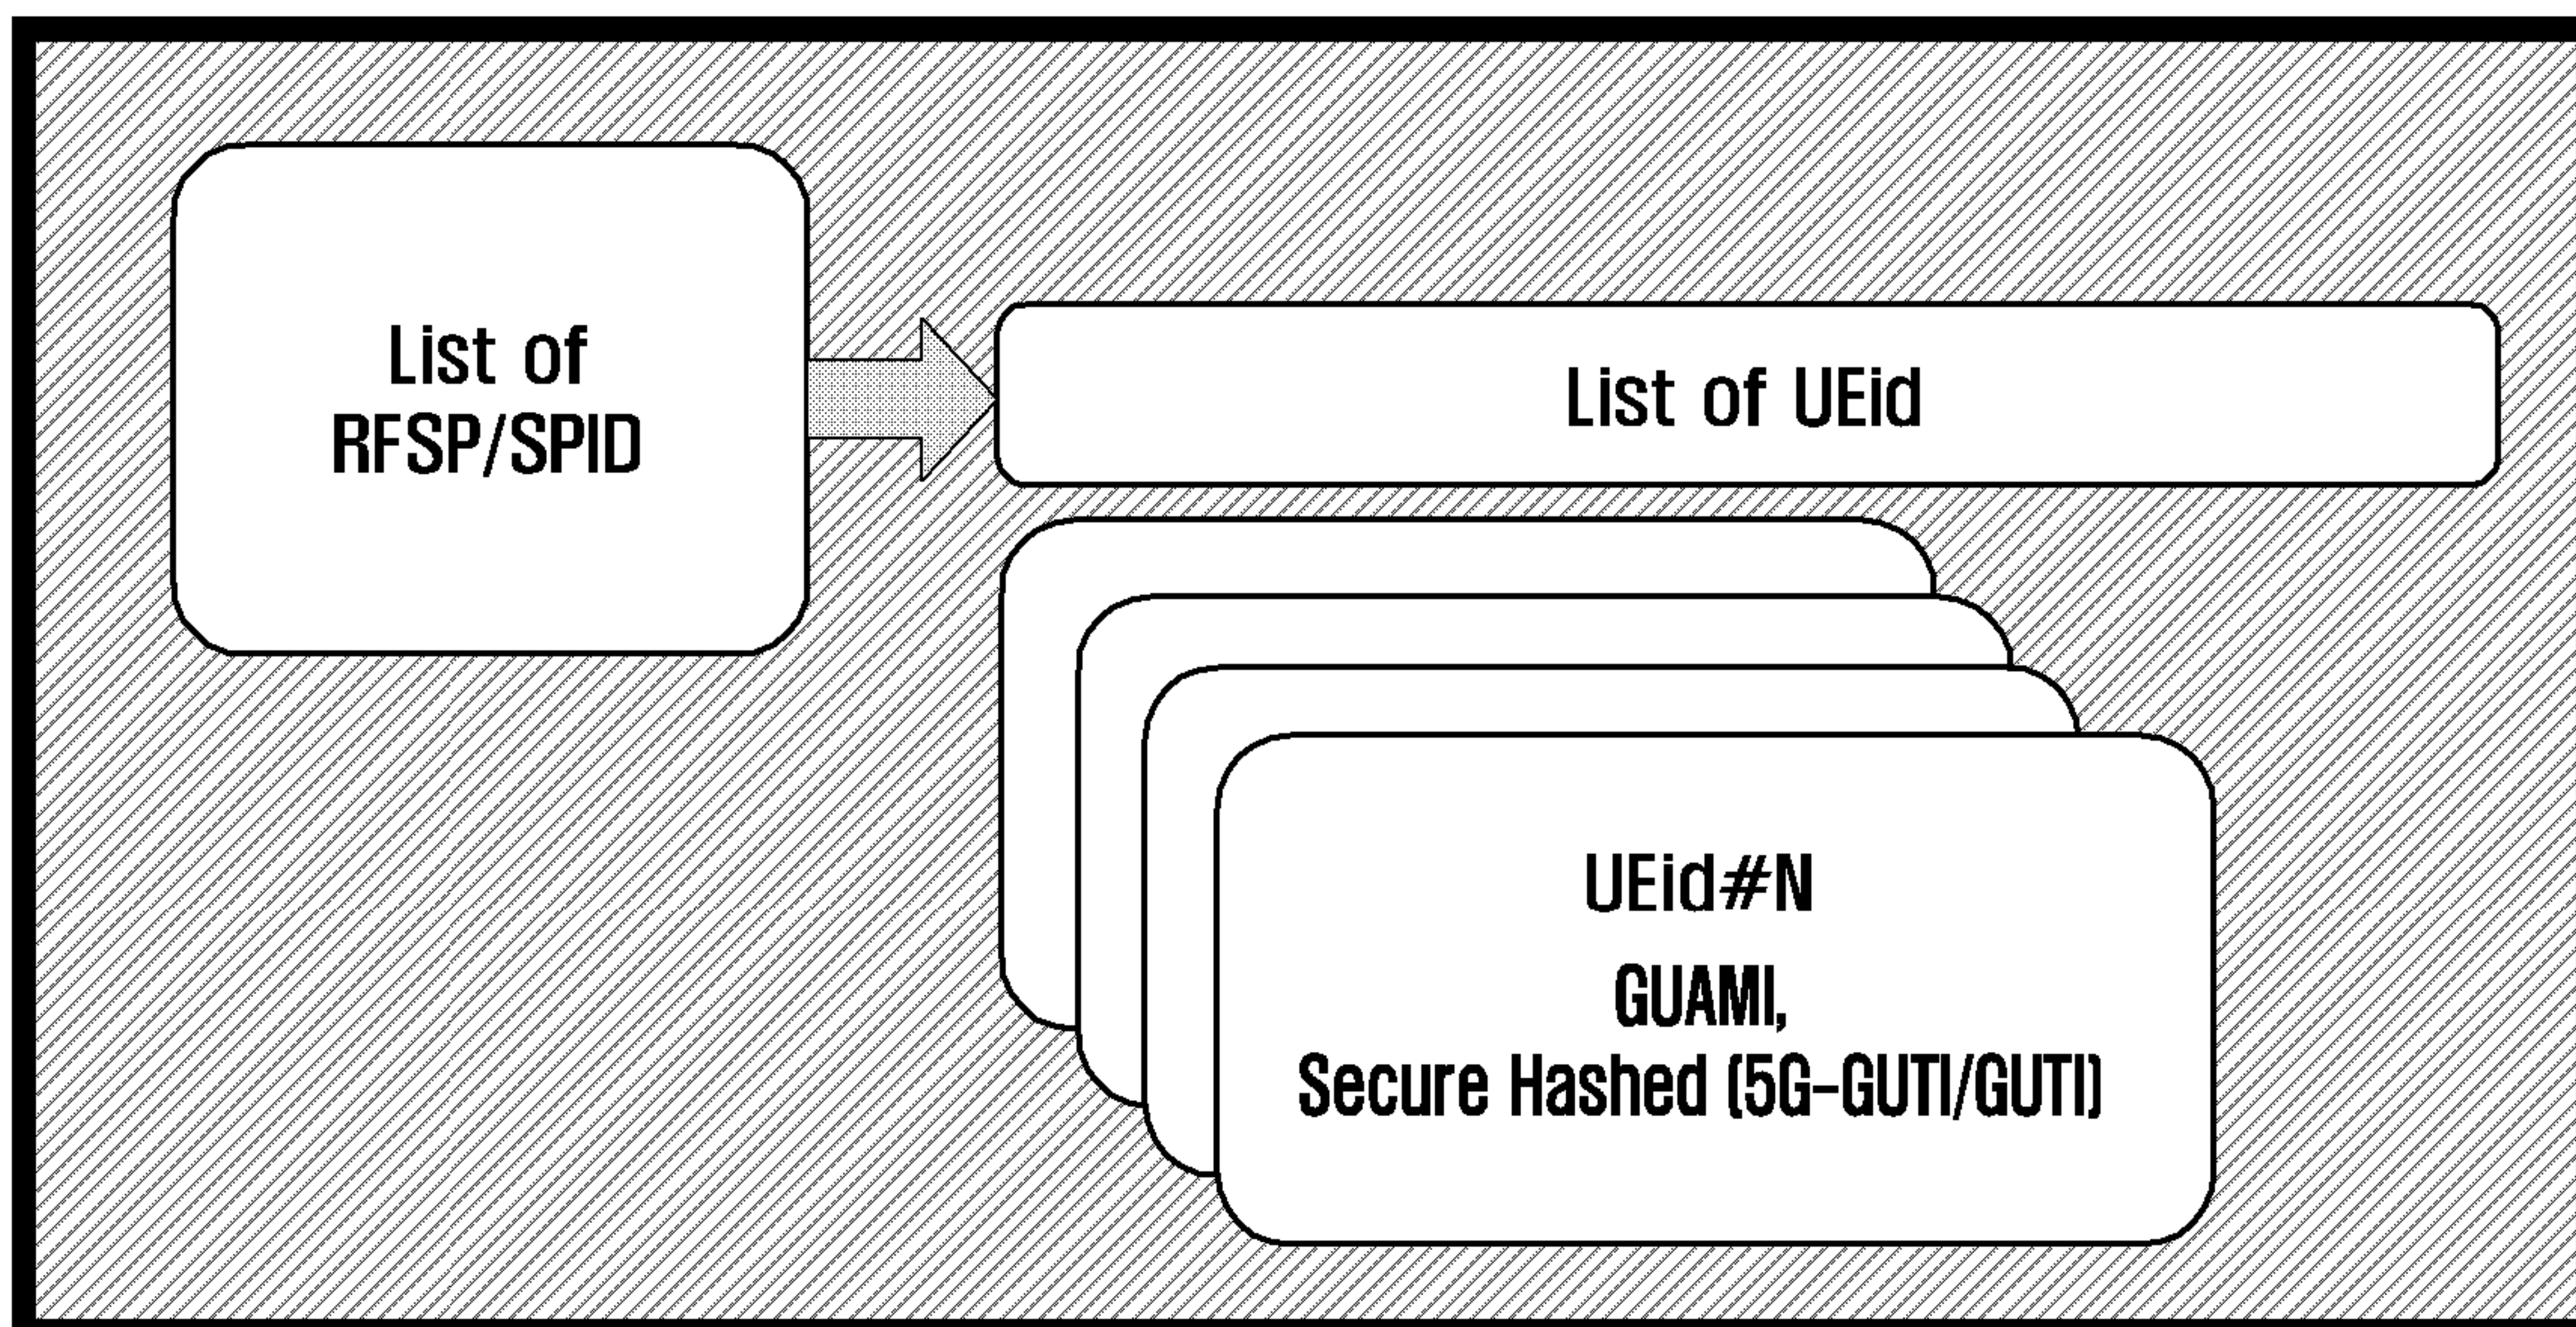 List of
RFSP/SPID
List of UEid
UEid#N
GUAMI,
Secure Hashed (5G-GUTI/GUTI)